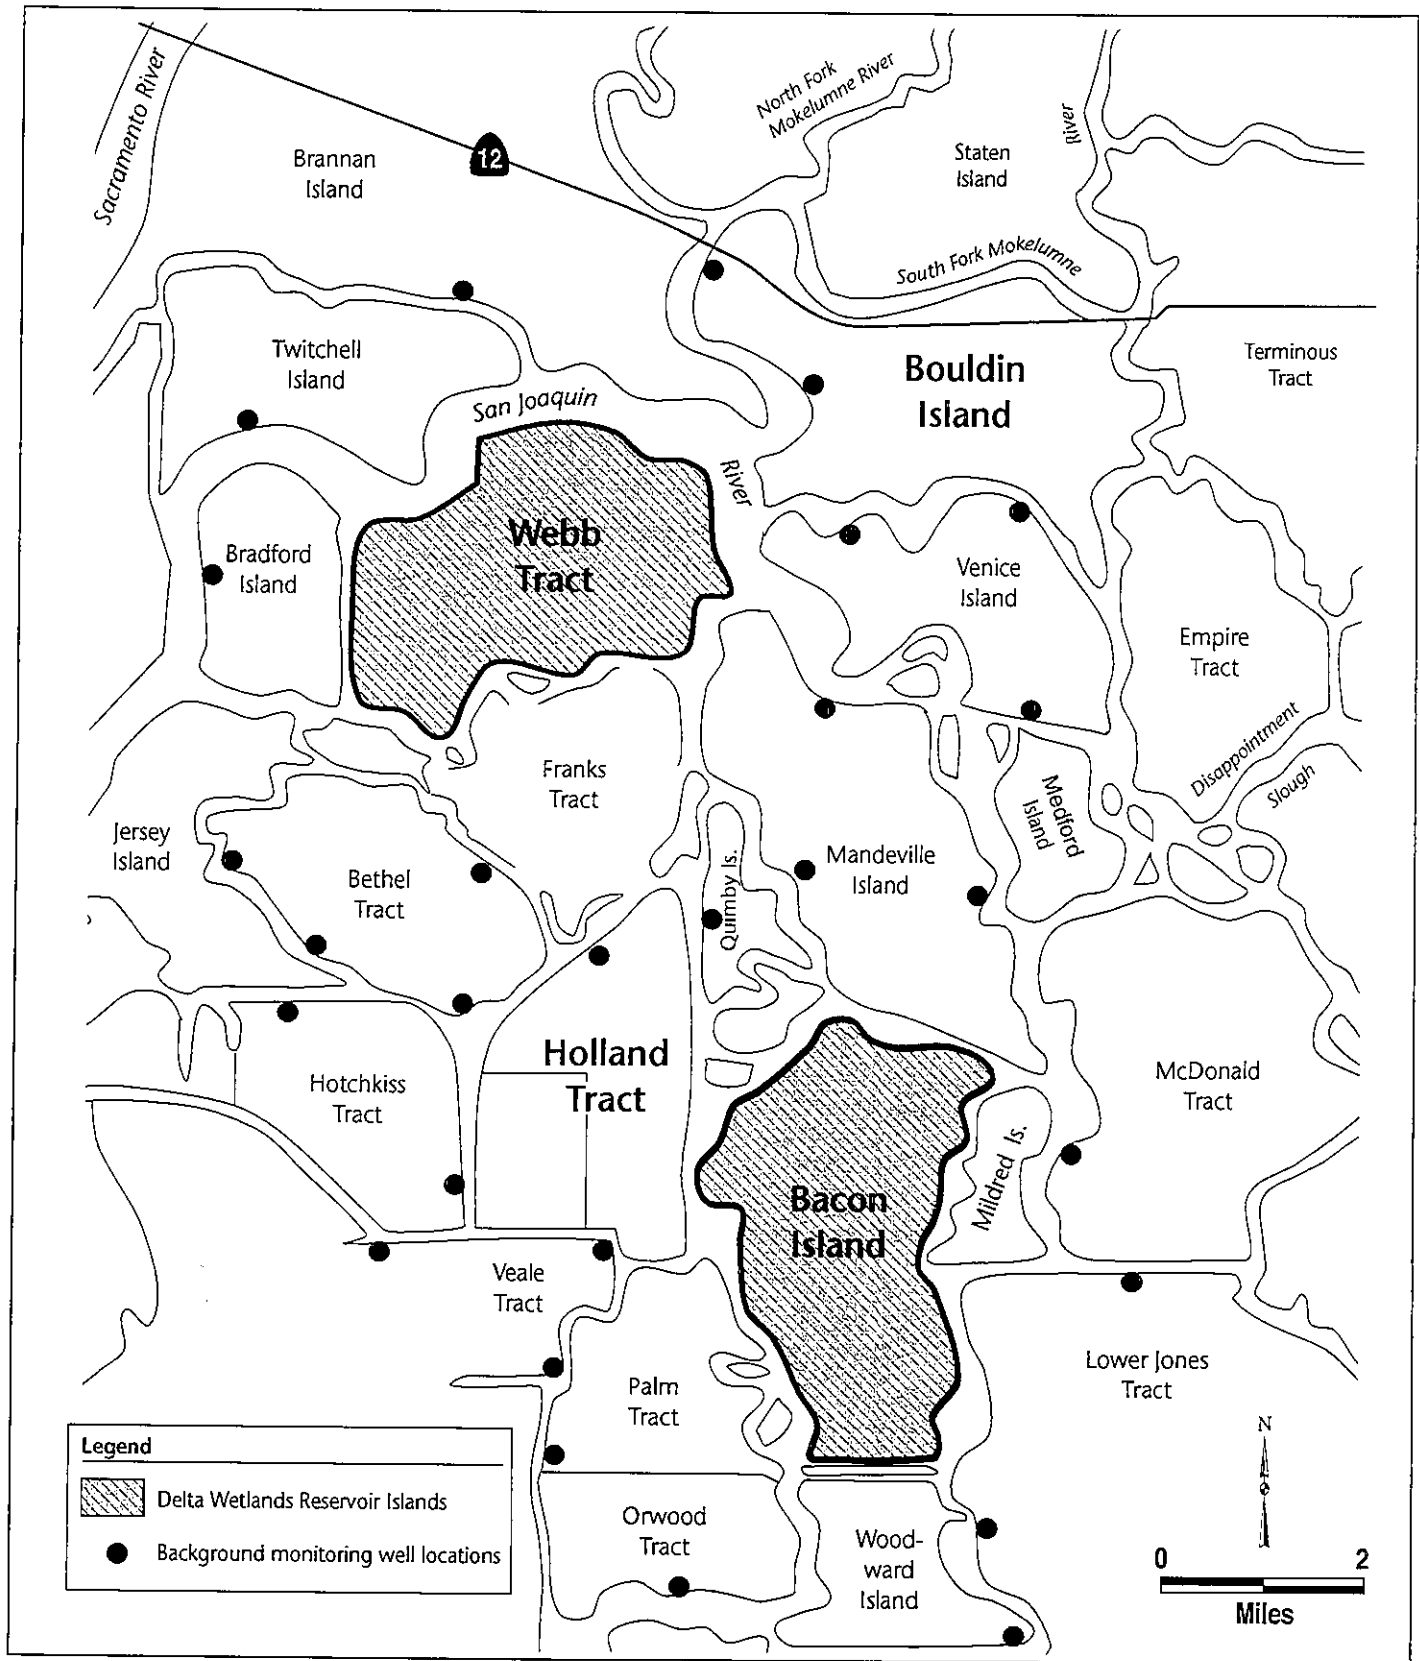 Sacramento River
North Fork
Mokelumne River
River
Brannan
Island
12
Staten
Island
South Fork Mokelumne
Twitchell
Island
San Joaquin
River
Bouldin
Island
Terminous
Tract
Webb
Tract
Bradford
Island
Venice
Island
Empire
Tract
Disappointment
Slough
Franks
Tract
Medford
Island
Jersey
Island
Bethel
Tract
Quimby Is.
Mandeville
Island
Holland
Tract
Hotchkiss
Tract
McDonald
Tract
Mildred Is.
Bacon
Island
Veale
Tract
Palm
Tract
Lower Jones
Tract
Orwood
Tract
Wood-
ward
Island
Legend
Delta Wetlands Reservoir Islands
Background monitoring well locations
N
0 2
Miles